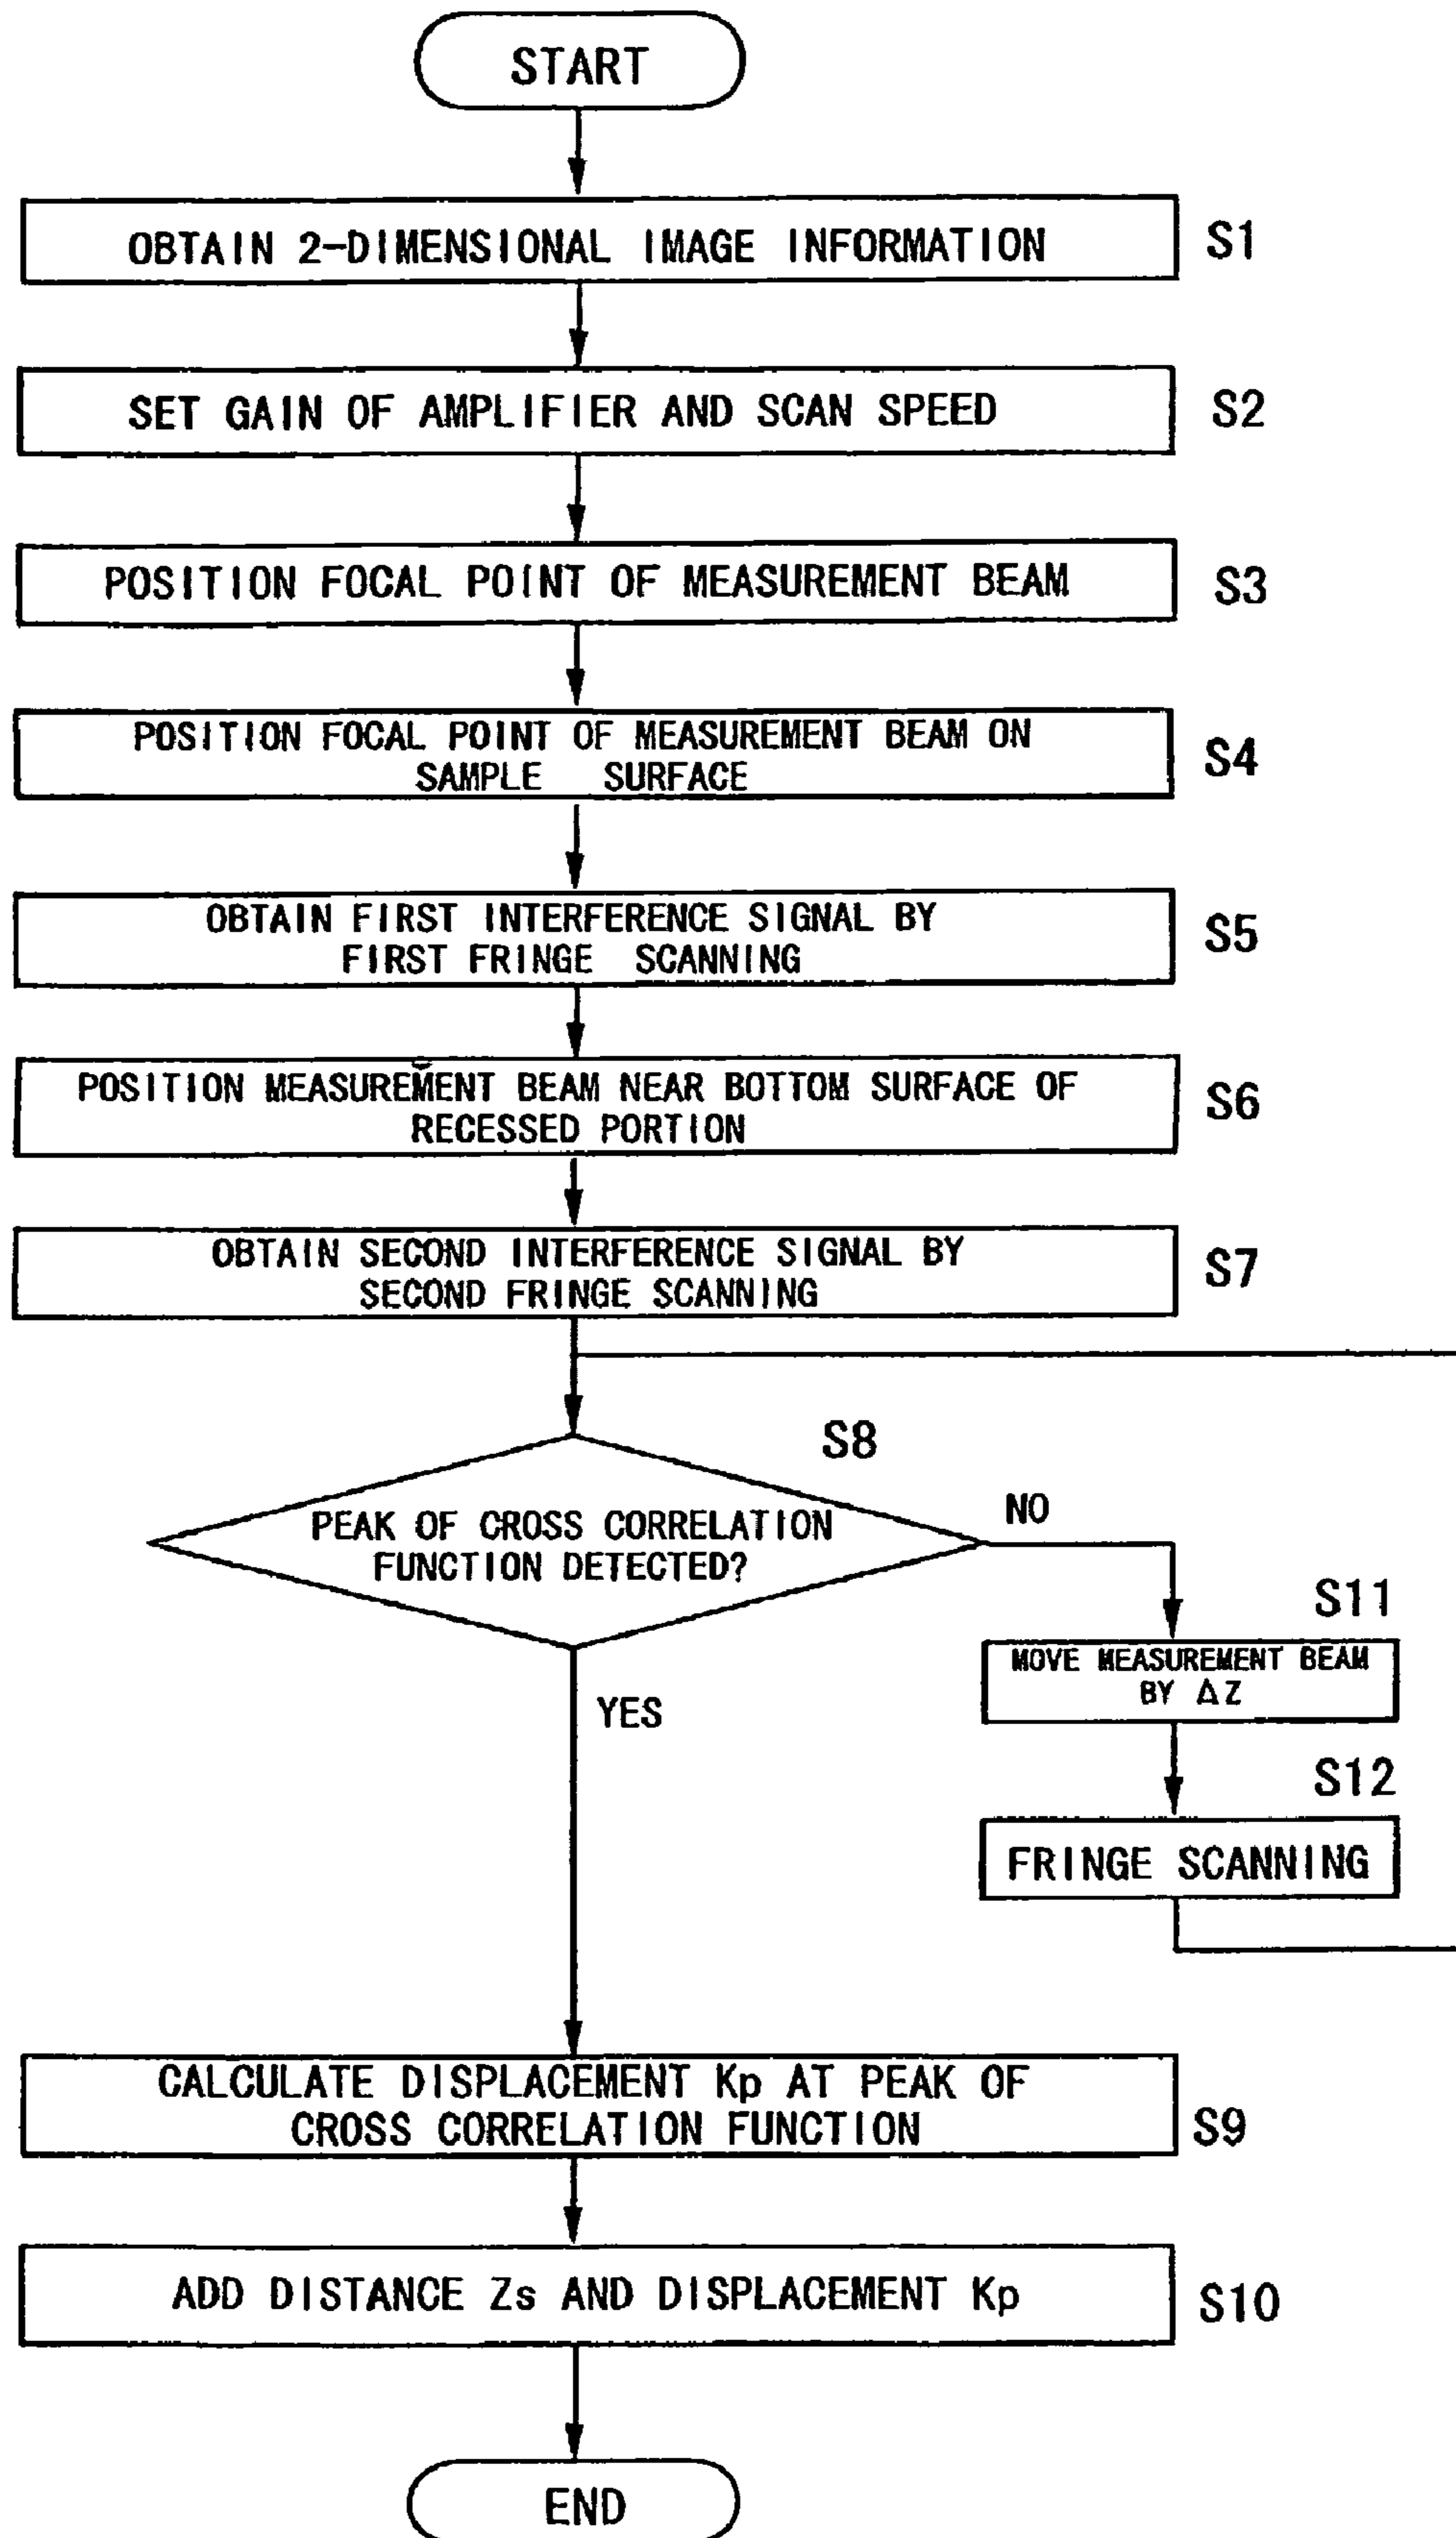 START
OBTAIN 2-DIMENSIONAL IMAGE INFORMATION
S1
SET GAIN OF AMPLIFIER AND SCAN SPEED
S2
POSITION FOCAL POINT OF MEASUREMENT BEAM
S3
POSITION FOCAL POINT OF MEASUREMENT BEAM ON
SAMPLE SURFACE
S4
OBTAIN FIRST INTERFERENCE SIGNAL BY
FIRST FRINGE SCANNING
S5
POSITION MEASUREMENT BEAM NEAR BOTTOM SURFACE OF
RECESSED PORTION
S6
OBTAIN SECOND INTERFERENCE SIGNAL BY
SECOND FRINGE SCANNING
S7
S8
PEAK OF CROSS CORRELATION
FUNCTION DETECTED?
NO
S11
MOVE MEASUREMENT BEAM
BY ΔZ
YES
S12
FRINGE SCANNING
CALCULATE DISPLACEMENT Kp AT PEAK OF
CROSS CORRELATION FUNCTION
S9
ADD DISTANCE Zs AND DISPLACEMENT Kp
S10
END